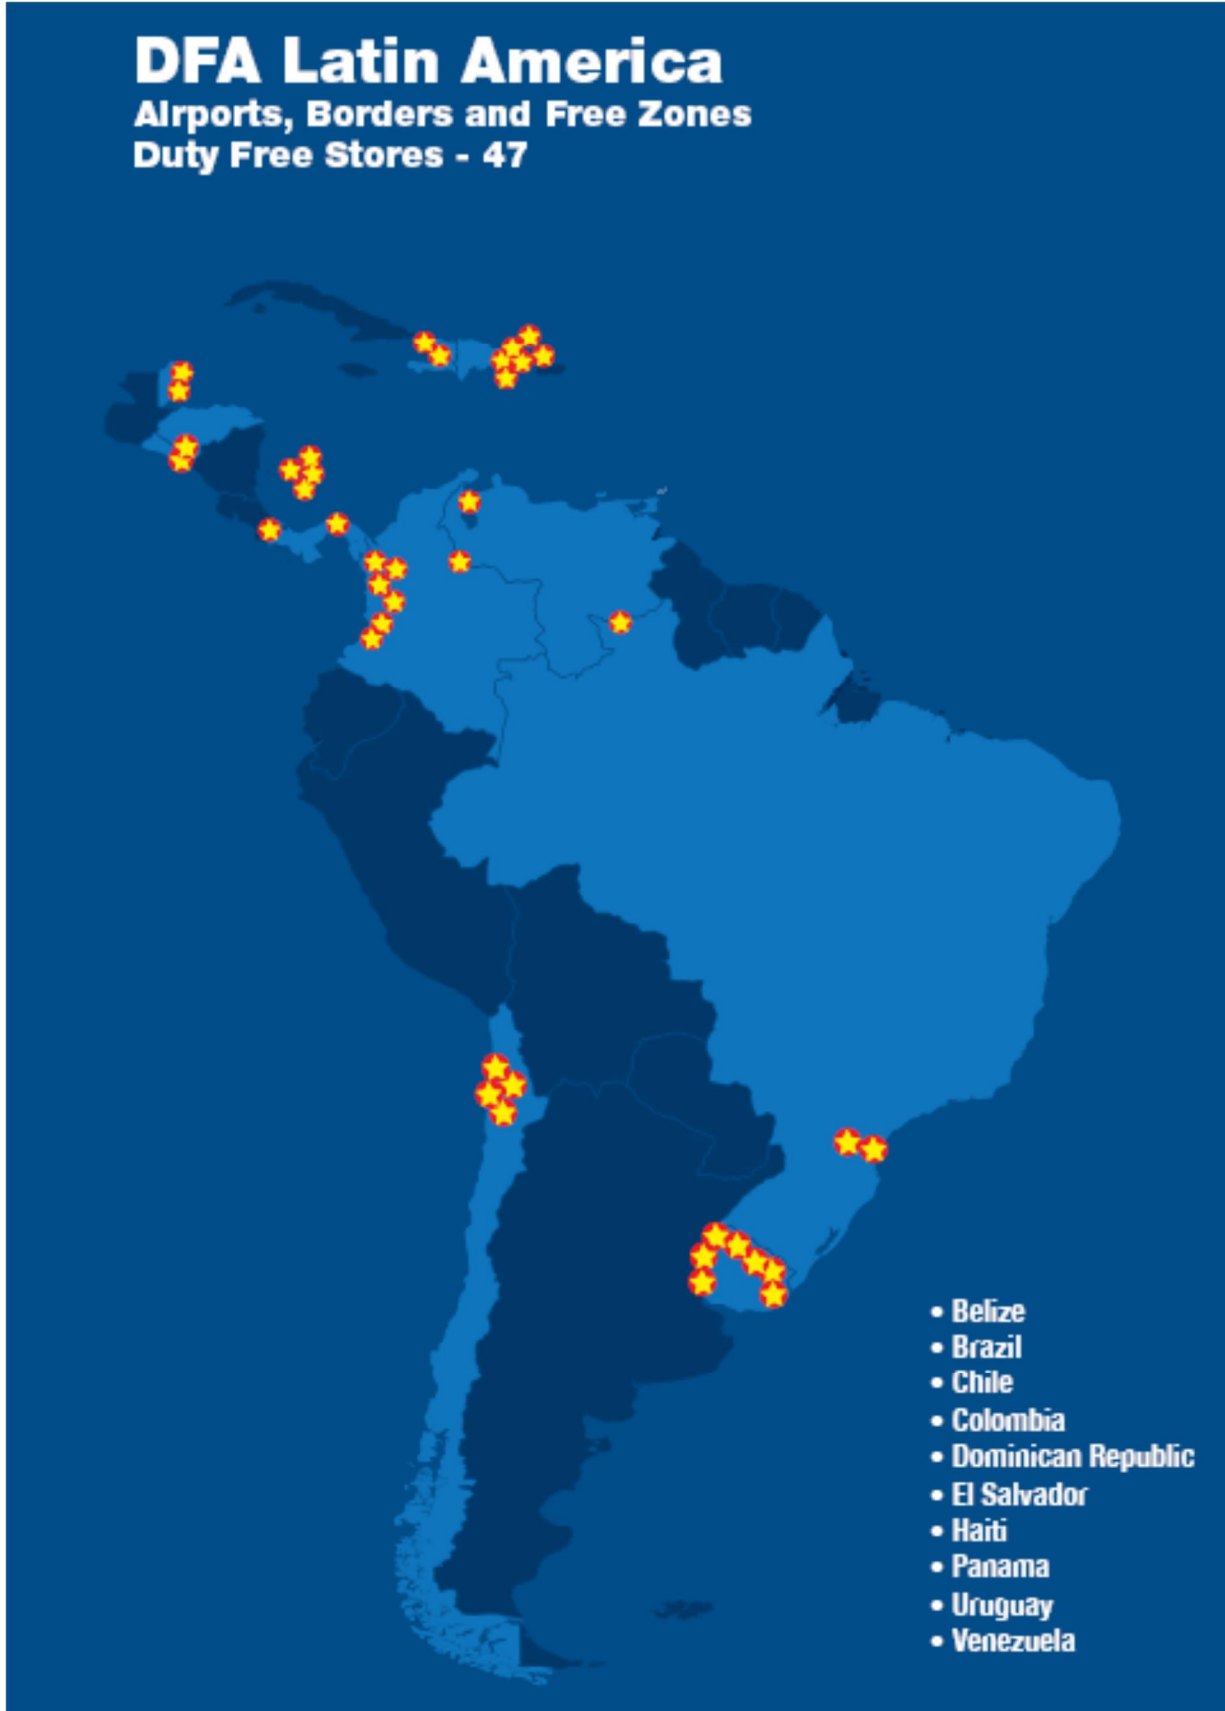 DFA Latin America
Airports, Borders and Free Zones
Duty Free Stores - 47
• Belize
• Brazil
• Chile
• Colombia
• Dominican Republic
• El Salvador
• Haiti
• Panama
• Uruguay
• Venezuela